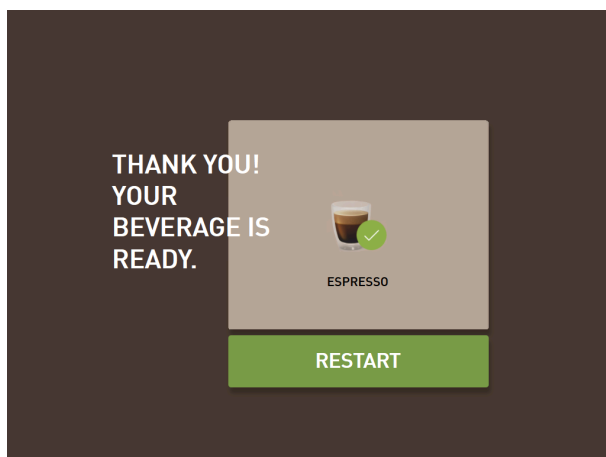 THANK YOU!
YOUR
BEVERAGE IS
READY.
ESPRESSO
RESTART